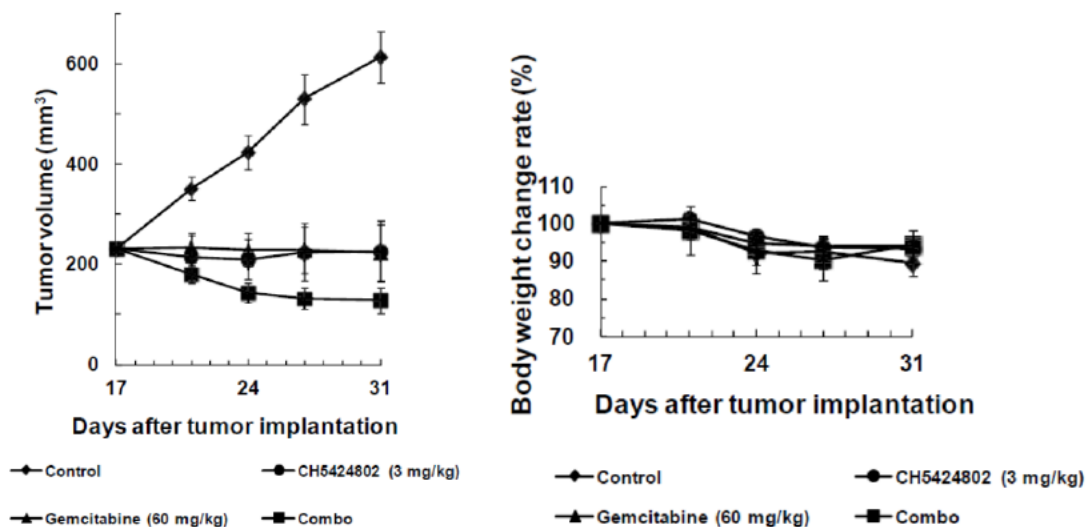 Tumor volume (mm³)
600
400
200
0
17
24
31
Days after tumor implantation
Control
CH5424802 (3 mg/kg)
Gemcitabine (60 mg/kg)
Combo
Body weight change rate (%)
110
100
90
80
70
17
24
31
Days after tumor implantation
Control
CH5424802 (3 mg/kg)
Gemcitabine (60 mg/kg)
Combo